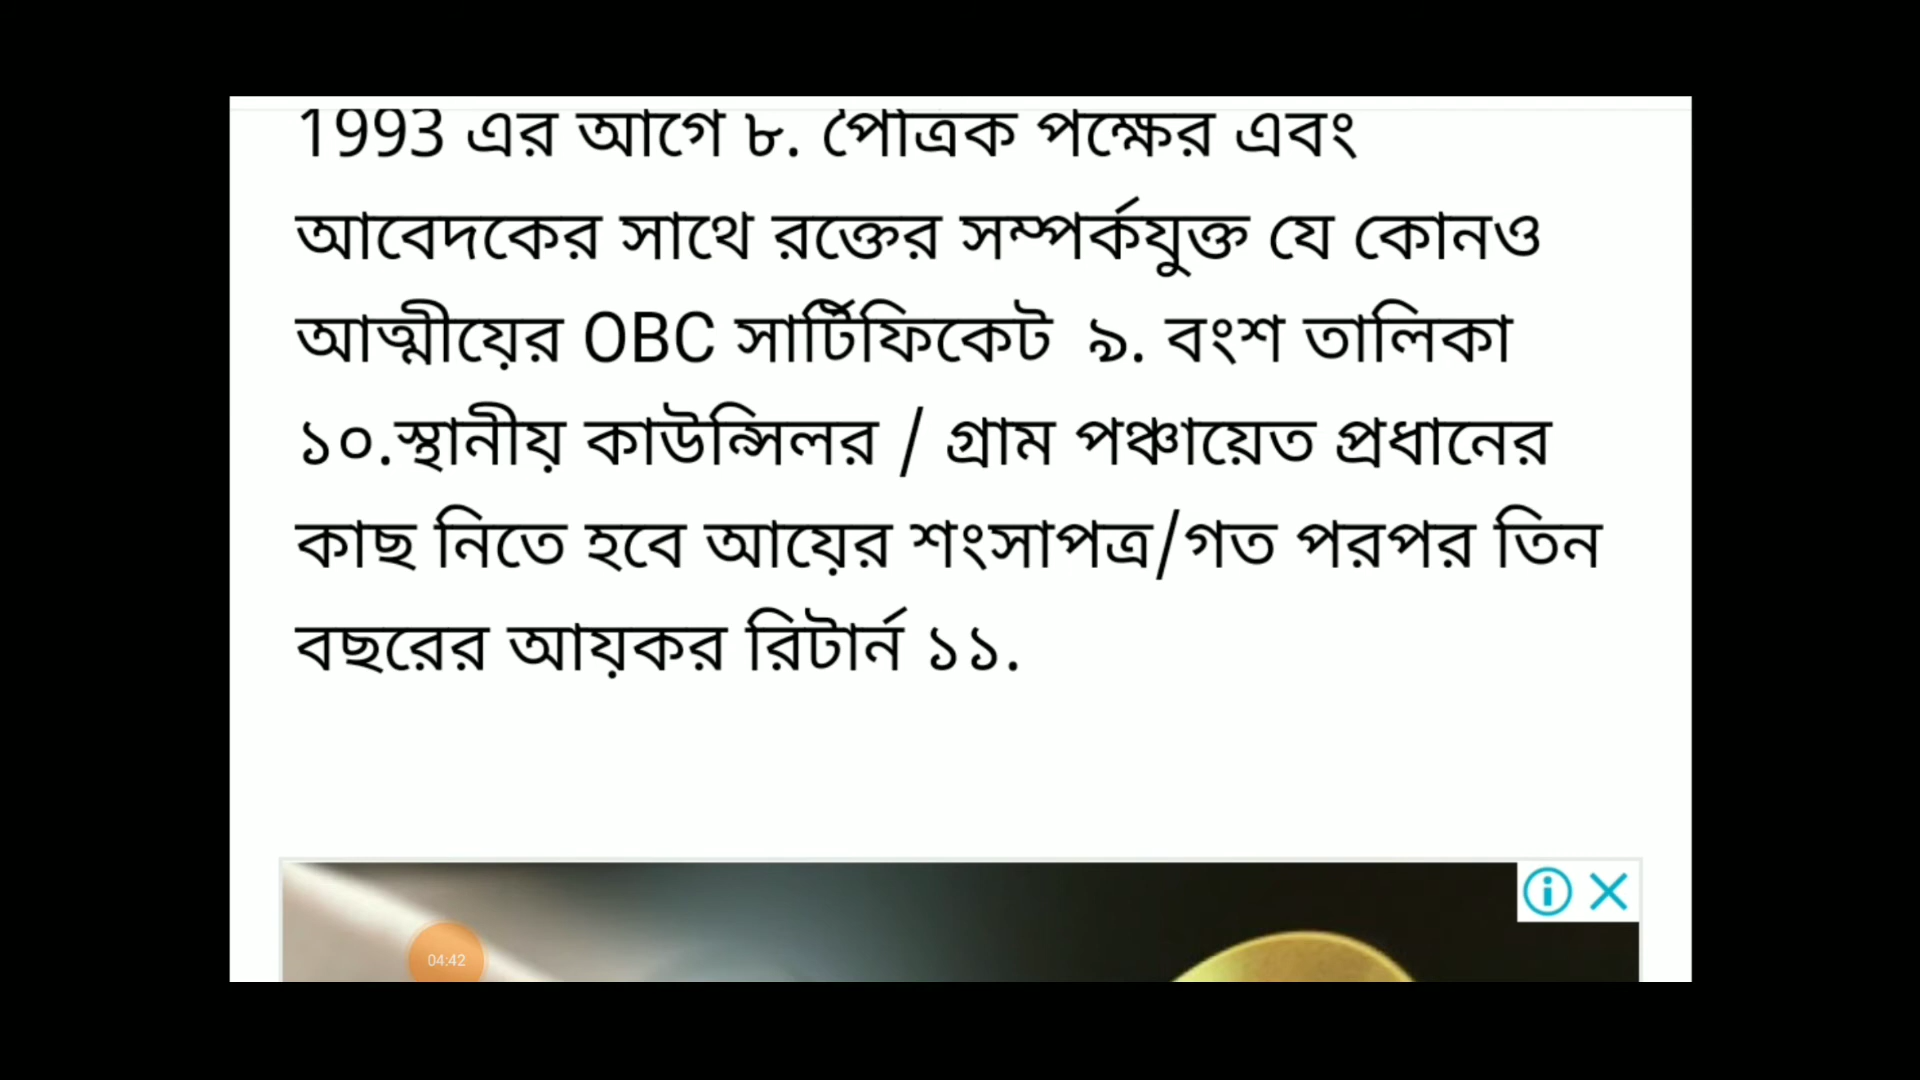 1993 এর আগে ৮. পৈত্রিক পক্ষের এবং
আবেদকের সাথে রক্তের সম্পর্কযুক্ত যে কোনও
আত্মীয়ের OBC সার্টিফিকেট ৯. বংশ তালিকা
১০.স্থানীয় কাউন্সিলর / গ্রাম পঞ্চায়েত প্রধানের
কাছ নিতে হবে আয়ের শংসাপত্র/গত পরপর তিন
বছরের আয়কর রিটার্ন ১১.
04:42